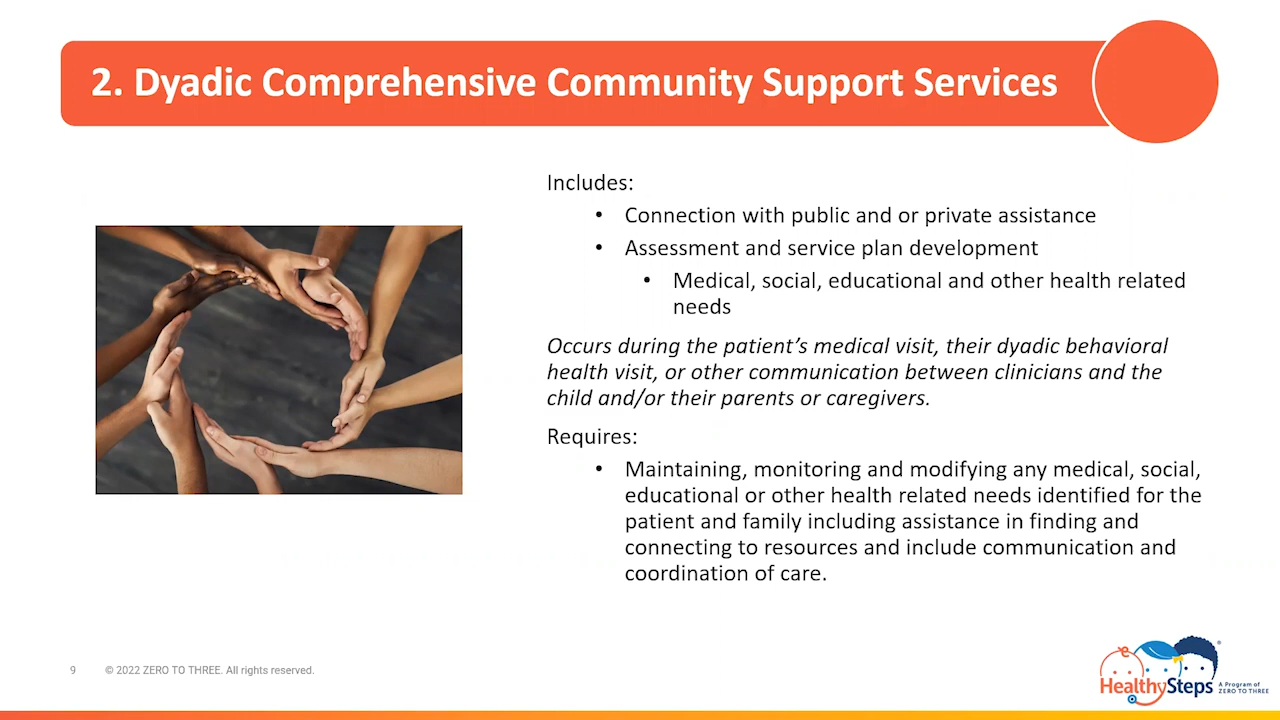 2. Dyadic Comprehensive Community Support Services
Includes:
• Connection with public and or private assistance
• Assessment and service plan development
• Medical, social, educational and other health related
needs
Occurs during the patient’s medical visit, their dyadic behavioral
health visit, or other communication between clinicians and the
child and/or their parents or caregivers.
Requires:
• Maintaining, monitoring and modifying any medical, social,
educational or other health related needs identified for the
patient and family including assistance in finding and
connecting to resources and include communication and
coordination of care.
9 © 2022 ZERO TO THREE. All rights reserved.
HealthySteps® A Program of
ZERO TO THREE